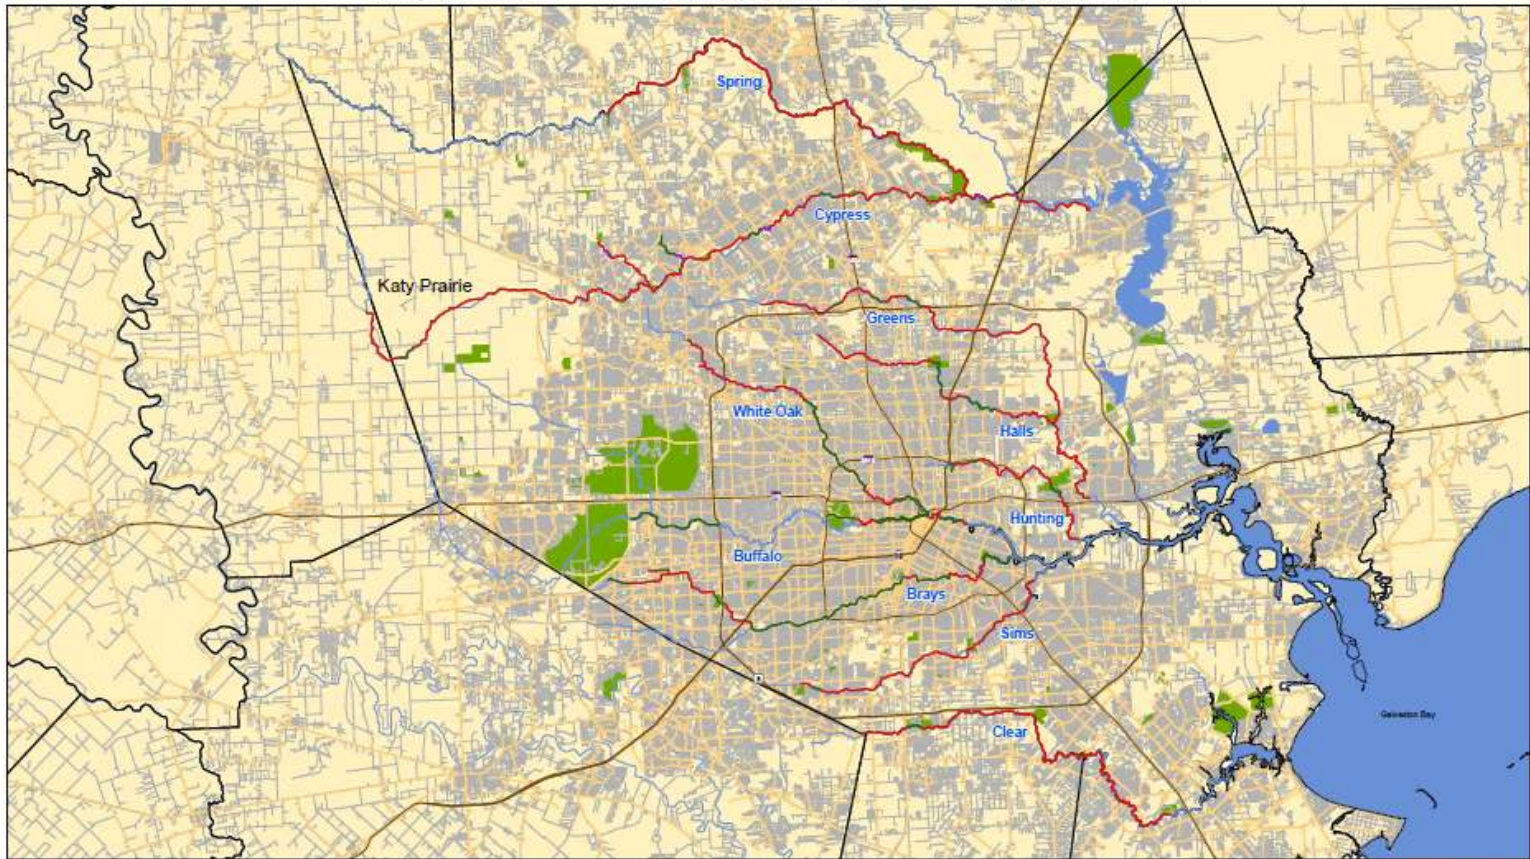 Spring
Cypress
Katy Prairie
Greens
White Oak
Halls
Hunting
Buffalo
Brays
Sims
Galveston Bay
Clear